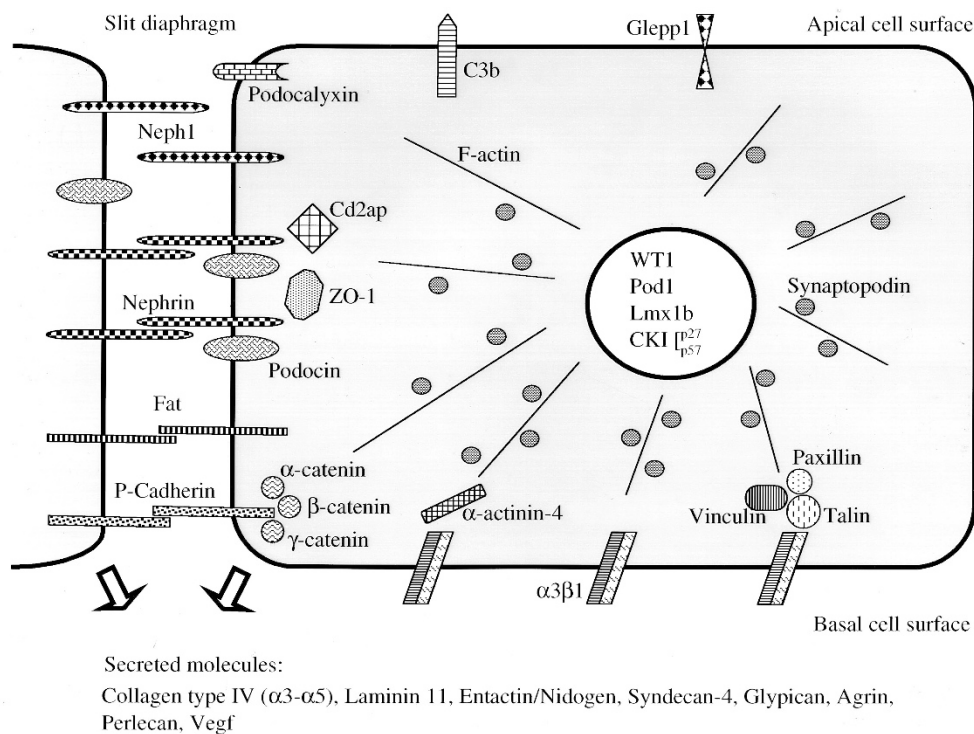 Slit diaphragm
Apical cell surface
Glepp1
C3b
Podocalyxin
Neph1
F-actin
Cd2ap
WT1
Pod1
Lmx1b
CKI [p27 p57
Synaptopodin
ZO-1
Nephrin
Podocin
Fat
α-catenin
P-Cadherin
β-catenin
γ-catenin
α-actinin-4
Paxillin
Vinculin
Talin
α3β1
Basal cell surface
Secreted molecules:
Collagen type IV (α3-α5), Laminin 11, Entactin/Nidogen, Syndecan-4, Glypican, Agrin,
Perlecan, Vegf